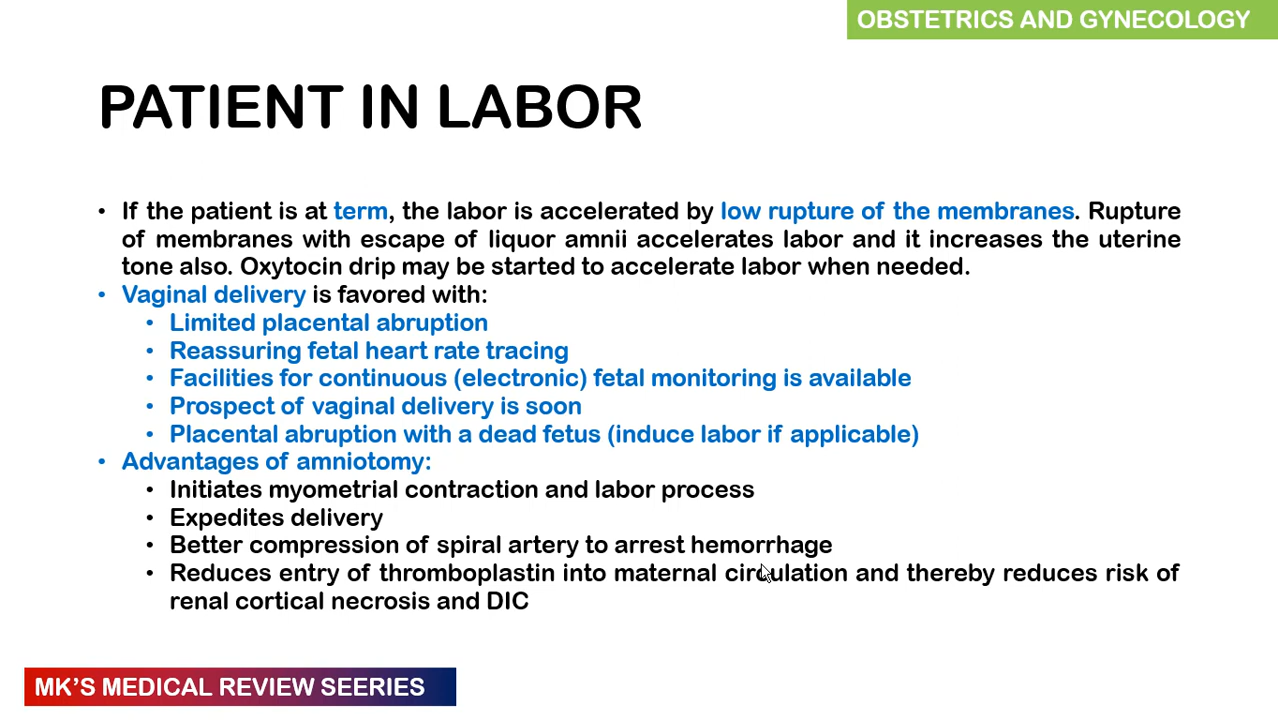 OBSTETRICS AND GYNECOLOGY
PATIENT IN LABOR
• If the patient is at term, the labor is accelerated by low rupture of the membranes. Rupture
of membranes with escape of liquor amnii accelerates labor and it increases the uterine
tone also. Oxytocin drip may be started to accelerate labor when needed.
• Vaginal delivery is favored with:
• Limited placental abruption
• Reassuring fetal heart rate tracing
• Facilities for continuous (electronic) fetal monitoring is available
• Prospect of vaginal delivery is soon
• Placental abruption with a dead fetus (induce labor if applicable)
• Advantages of amniotomy:
• Initiates myometrial contraction and labor process
• Expedites delivery
• Better compression of spiral artery to arrest hemorrhage
• Reduces entry of thromboplastin into maternal circulation and thereby reduces risk of
renal cortical necrosis and DIC
MK'S MEDICAL REVIEW SEERIES